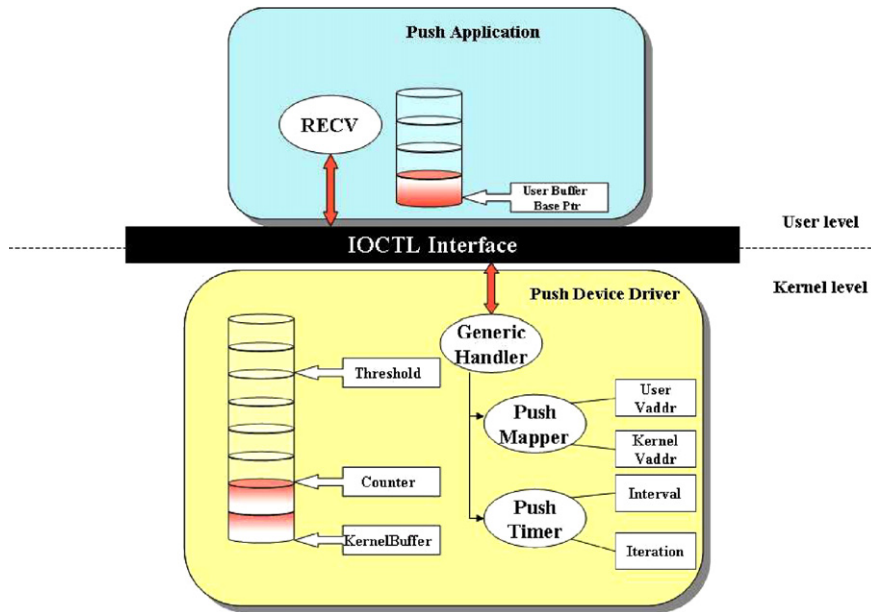 Push Application
RECV
User Buffer
Base Ptr
User level
IOCTL Interface
Kernel level
Push Device Driver
Generic
Handler
Threshold
Push
Mapper
User
Vaddr
Kernel
Vaddr
Counter
Interval
Push
Timer
KernelBuffer
Iteration